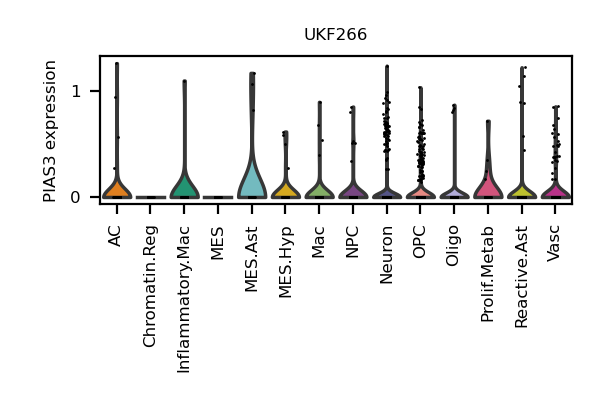 UKF266
PIAS3 expression
1
0
AC
Chromatin.Reg
Inflammatory.Mac
MES
MES.Ast
MES.Hyp
Mac
NPC
Neuron
OPC
Oligo
Prolif.Metab
Reactive.Ast
Vasc